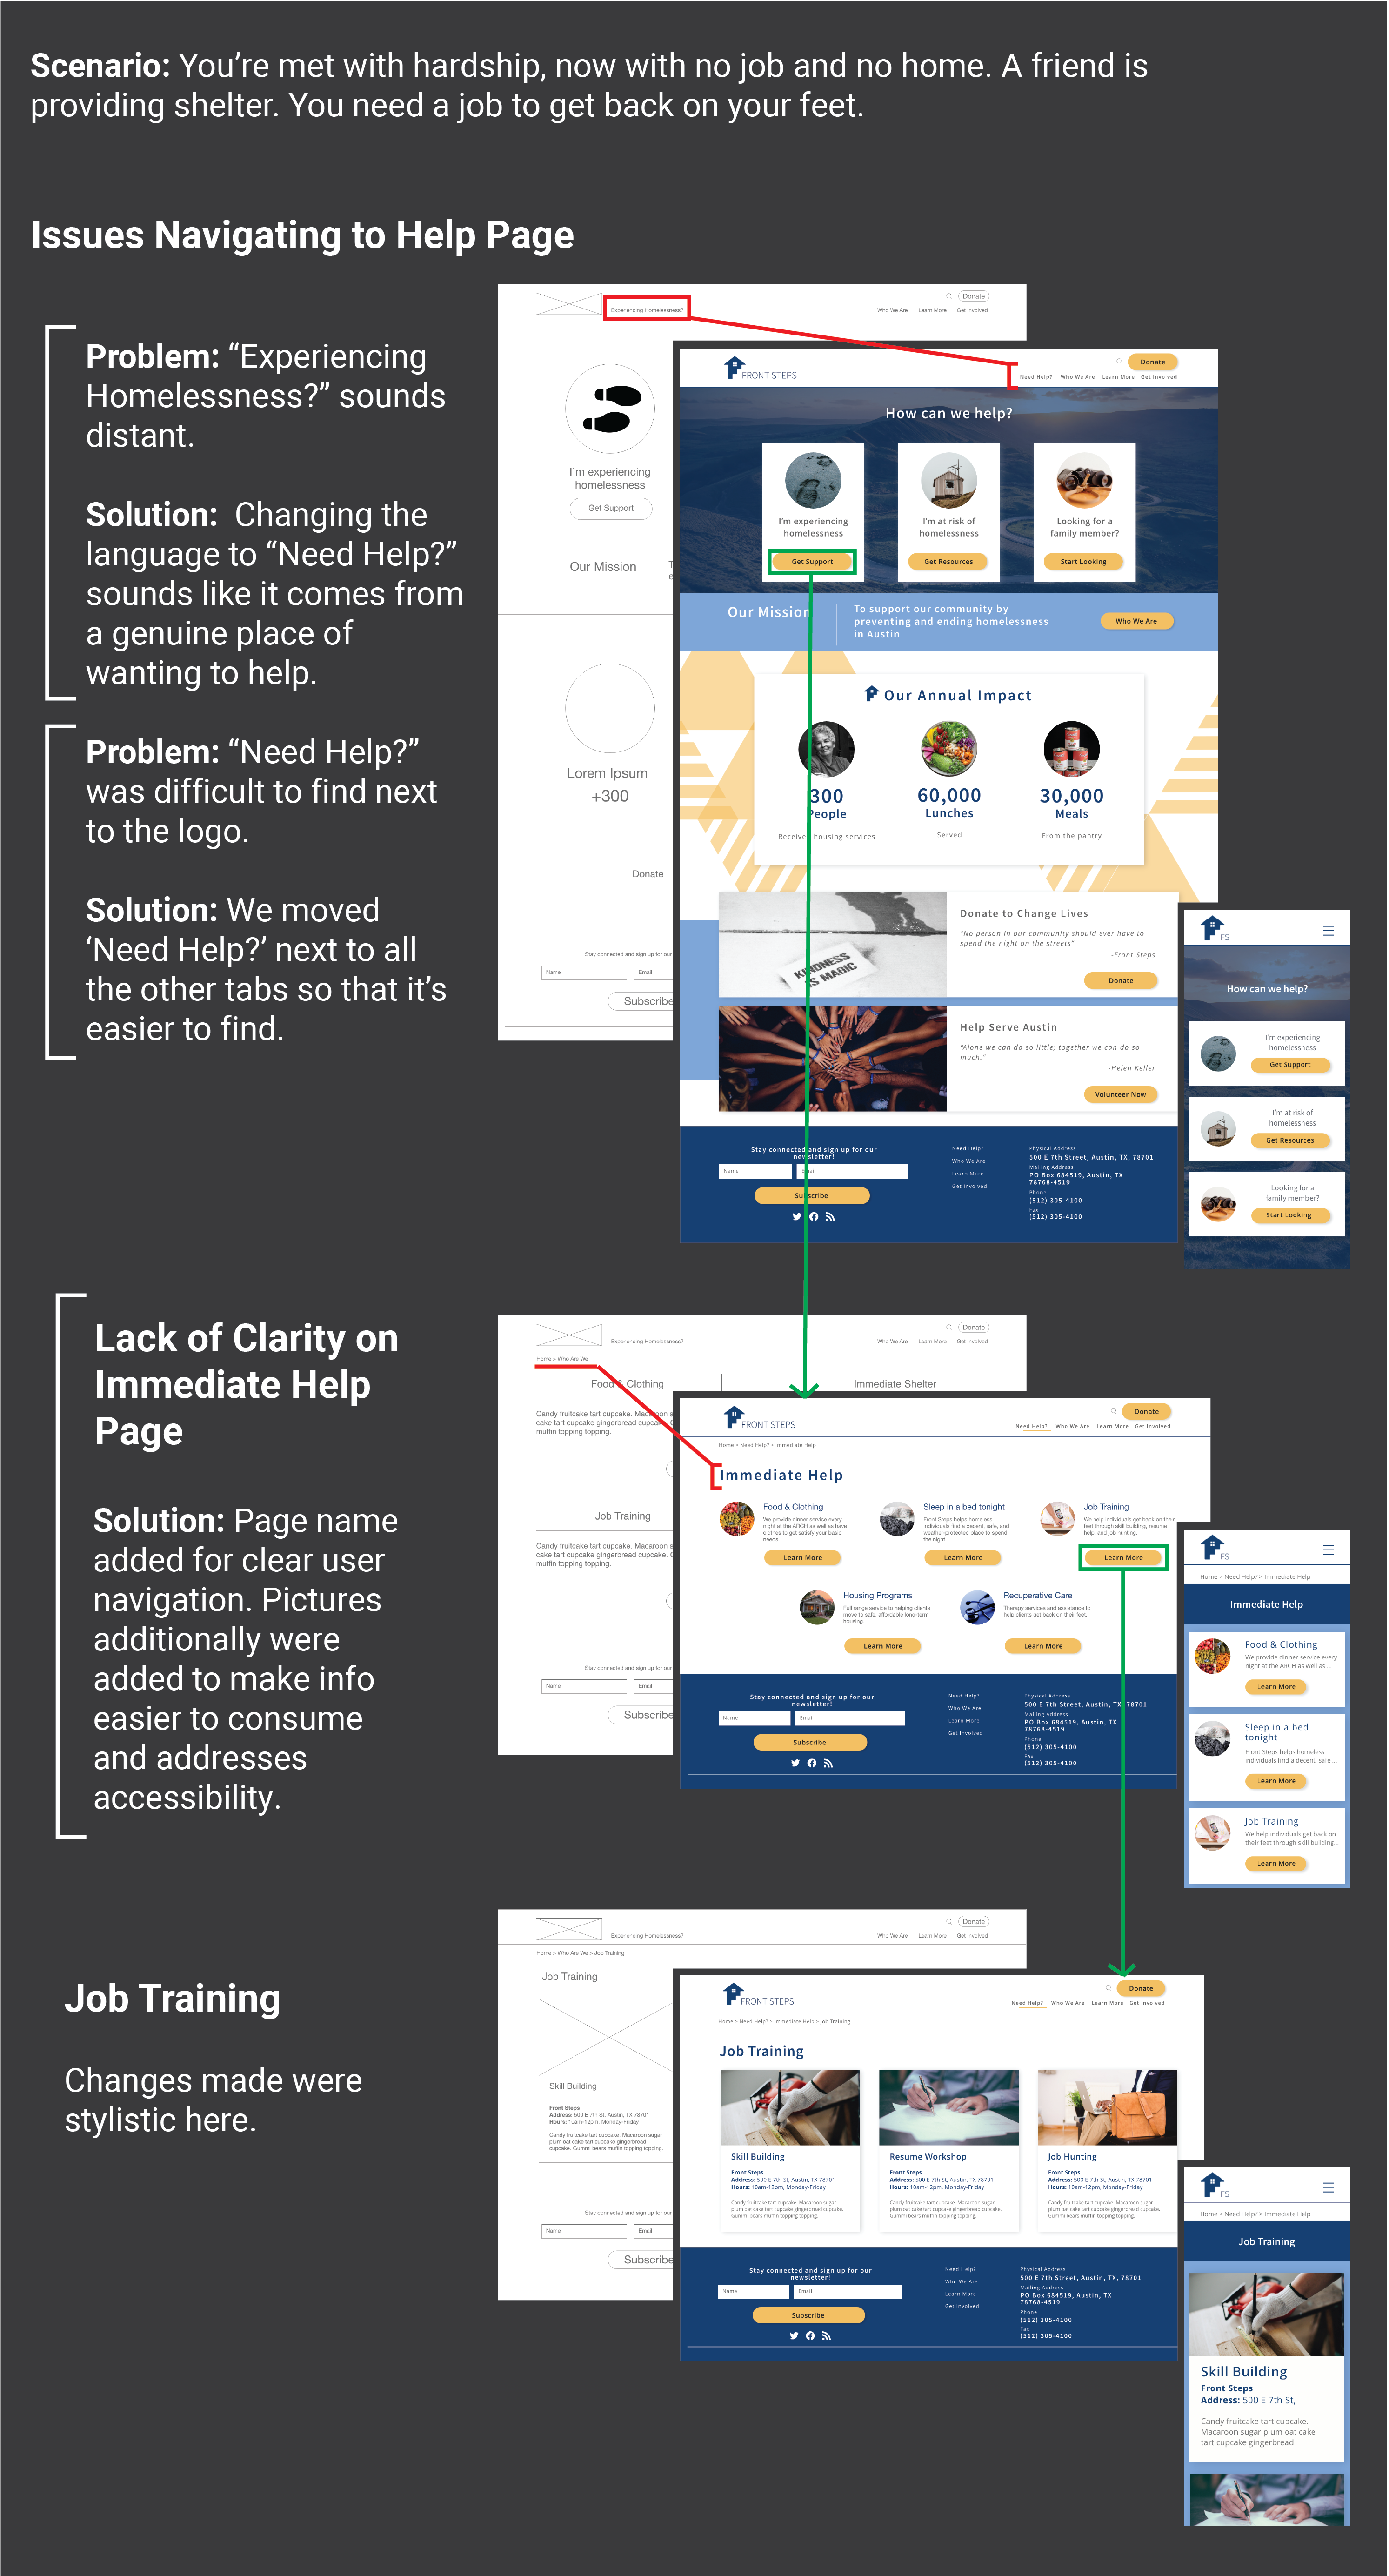 Scenario: You're met with hardship, now with no job and no home. A friend is
providing shelter. You need a job to get back on your feet.
Issues Navigating to Help Page
Problem: “Experiencing
Homelessness?” sounds
distant.
Solution: Changing the
language to “Need Help?”
sounds like it comes from
a genuine place of
wanting to help.
Problem: “Need Help?”
was difficult to find next
to the logo.
Solution: We moved
‘Need Help?’ next to all
the other tabs so that it's
easier to find.
Donate
Experiencing Homelessness?
Who We Are Learn More Get Involved
I'm experiencing
homelessness
Get Support
Our Mission
Lorem Ipsum
+300
Donate
Stay connected and sign up for our
Name Email
Subscribe
FRONT STEPS
Donate
Need Help? Who We Are Learn More Get Involved
How can we help?
I'm experiencing
homelessness
Get Support
I'm at risk of
homelessness
Get Resources
Looking for a
family member?
Start Looking
Our Mission
To support our community by
preventing and ending homelessness
in Austin
Who We Are
Our Annual Impact
300
People
Received housing services
60,000
Lunches
Served
30,000
Meals
From the pantry
KINDNESS
IS MAGIC
Donate to Change Lives
“No person in our community should ever have to
spend the night on the streets”
-Front Steps
Donate
Help Serve Austin
“Alone we can do so little; together we can do so
much.”
-Helen Keller
Volunteer Now
Stay connected and sign up for our
newsletter!
Name Email
Subscribe
Need Help?
Who We Are
Learn More
Get Involved
Physical Address
500 E 7th Street, Austin, TX, 78701
Mailing Address
PO Box 684519, Austin, TX
78768-4519
Phone
(512) 305-4100
Fax
(512) 305-4100
FS
How can we help?
I'm experiencing
homelessness
Get Support
I'm at risk of
homelessness
Get Resources
Looking for a
family member?
Start Looking
Lack of Clarity on
Immediate Help
Page
Solution: Page name
added for clear user
navigation. Pictures
additionally were
added to make info
easier to consume
and addresses
accessibility.
Donate
Experiencing Homelessness?
Who We Are Learn More Get Involved
Home > Who Are We
Food & Clothing
Immediate Shelter
Candy fruitcake tart cupcake. Macaroon s
cake tart cupcake gingerbread cupcake. G
muffin topping topping.
Job Training
Candy fruitcake tart cupcake. Macaroon s
cake tart cupcake gingerbread cupcake. G
muffin topping topping.
Stay connected and sign up for our
Name Email
Subscribe
FRONT STEPS
Donate
Need Help? Who We Are Learn More Get Involved
Home > Need Help? > Immediate Help
Immediate Help
Food & Clothing
We provide dinner service every
night at the ARCH as well as have
clothes to get satisfy your basic
needs.
Learn More
Sleep in a bed tonight
Front Steps helps homeless
individuals find a decent, safe, and
weather-protected place to spend
the night.
Learn More
Job Training
We help individuals get back on their
feet through skill building, resume
help, and job hunting.
Learn More
Housing Programs
Full range service to helping clients
move to safe, affordable long-term
housing.
Learn More
Recuperative Care
Therapy services and assistance to
help clients get back on their feet.
Learn More
Stay connected and sign up for our
newsletter!
Name Email
Subscribe
Need Help?
Who We Are
Learn More
Get Involved
Physical Address
500 E 7th Street, Austin, TX, 78701
Mailing Address
PO Box 684519, Austin, TX
78768-4519
Phone
(512) 305-4100
Fax
(512) 305-4100
FS
Home > Need Help? > Immediate Help
Immediate Help
Food & Clothing
We provide dinner service every
night at the ARCH as well as ...
Learn More
Sleep in a bed
tonight
Front Steps helps homeless
individuals find a decent, safe ...
Learn More
Job Training
We help individuals get back on
their feet through skill building...
Learn More
Job Training
Changes made were
stylistic here.
Donate
Experiencing Homelessness?
Who We Are Learn More Get Involved
Home > Who Are We > Job Training
Job Training
Skill Building
Front Steps
Address: 500 E 7th St, Austin, TX 78701
Hours: 10am-12pm, Monday-Friday
Candy fruitcake tart cupcake. Macaroon sugar
plum oat cake tart cupcake gingerbread
cupcake. Gummi bears muffin topping topping.
Stay connected and sign up for our
Name Email
Subscribe
FRONT STEPS
Donate
Need Help? Who We Are Learn More Get Involved
Home > Need Help? > Immediate Help > Job Training
Job Training
Skill Building
Front Steps
Address: 500 E 7th St, Austin, TX 78701
Hours: 10am-12pm, Monday-Friday
Candy fruitcake tart cupcake. Macaroon sugar
plum oat cake tart cupcake gingerbread cupcake.
Gummi bears muffin topping topping.
Resume Workshop
Front Steps
Address: 500 E 7th St, Austin, TX 78701
Hours: 10am-12pm, Monday-Friday
Candy fruitcake tart cupcake. Macaroon sugar
plum oat cake tart cupcake gingerbread cupcake.
Gummi bears muffin topping topping.
Job Hunting
Front Steps
Address: 500 E 7th St, Austin, TX 78701
Hours: 10am-12pm, Monday-Friday
Candy fruitcake tart cupcake. Macaroon sugar
plum oat cake tart cupcake gingerbread cupcake.
Gummi bears muffin topping topping.
Stay connected and sign up for our
newsletter!
Name Email
Subscribe
Need Help?
Who We Are
Learn More
Get Involved
Physical Address
500 E 7th Street, Austin, TX, 78701
Mailing Address
PO Box 684519, Austin, TX
78768-4519
Phone
(512) 305-4100
Fax
(512) 305-4100
FS
Home > Need Help? > Immediate Help
Job Training
Skill Building
Front Steps
Address: 500 E 7th St,
Candy fruitcake tart cupcake.
Macaroon sugar plum oat cake
tart cupcake gingerbread